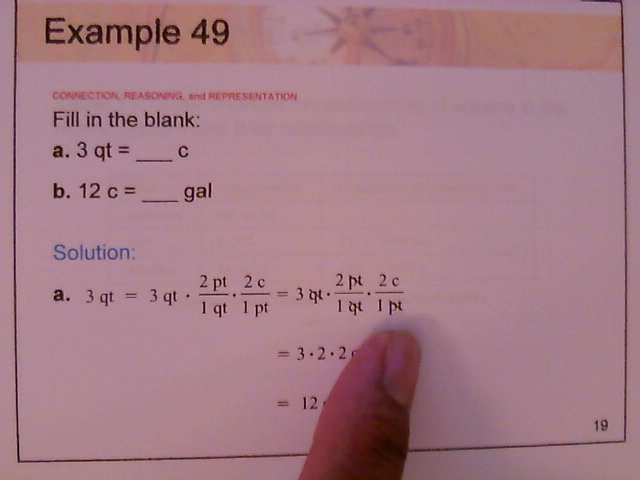 Example 49
CONNECTION, REASONING, and REPRESENTATION
Fill in the blank:
a. 3 qt = ___ c
b. 12 c = ___ gal
Solution:
a. 3 qt = 3 qt · 2 pt/1 qt · 2 c/1 pt = 3 qt · 2 pt/1 qt · 2 c/1 pt
= 3 · 2 · 2
= 12
19